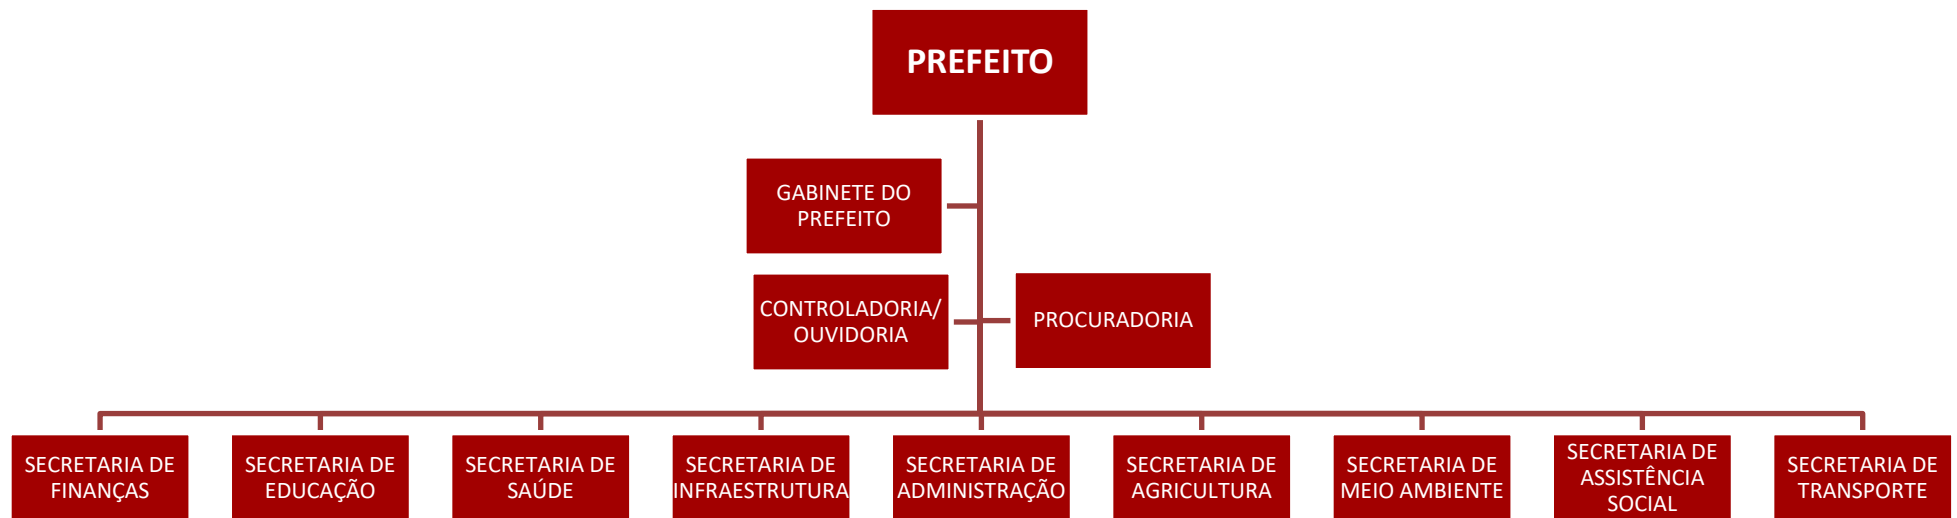 PREFEITO
GABINETE DO
PREFEITO
CONTROLADORIA/
OUVIDORIA
PROCURADORIA
SECRETARIA DE
FINANÇAS
SECRETARIA DE
EDUCAÇÃO
SECRETARIA DE
SAÚDE
SECRETARIA DE
INFRAESTRUTURA
SECRETARIA DE
ADMINISTRAÇÃO
SECRETARIA DE
AGRICULTURA
SECRETARIA DE
MEIO AMBIENTE
SECRETARIA DE
ASSISTÊNCIA
SOCIAL
SECRETARIA DE
TRANSPORTE